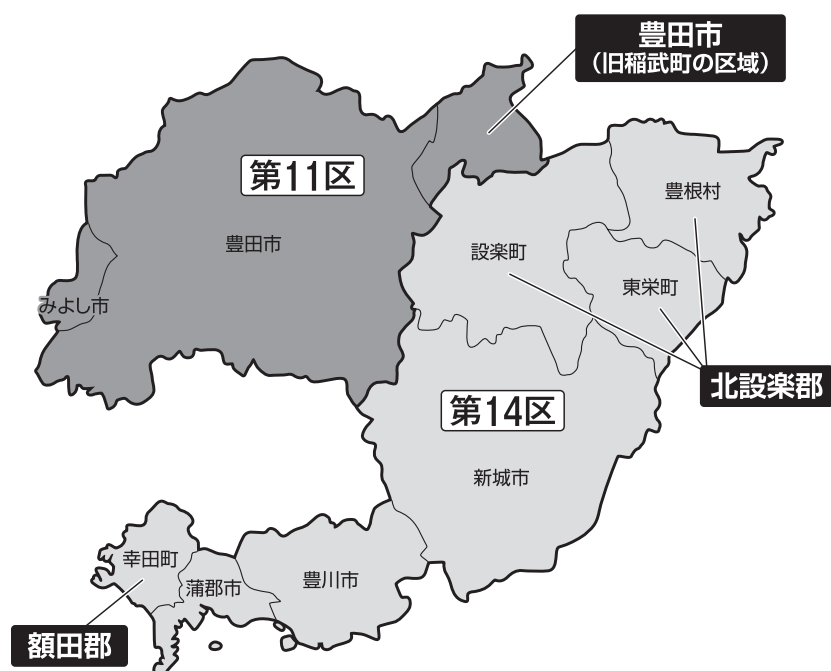 豊田市
（旧稲武町の区域）
第11区
豊根村
豊田市
設楽町
東栄町
みよし市
北設楽郡
第14区
新城市
幸田町
蒲郡市
豊川市
額田郡